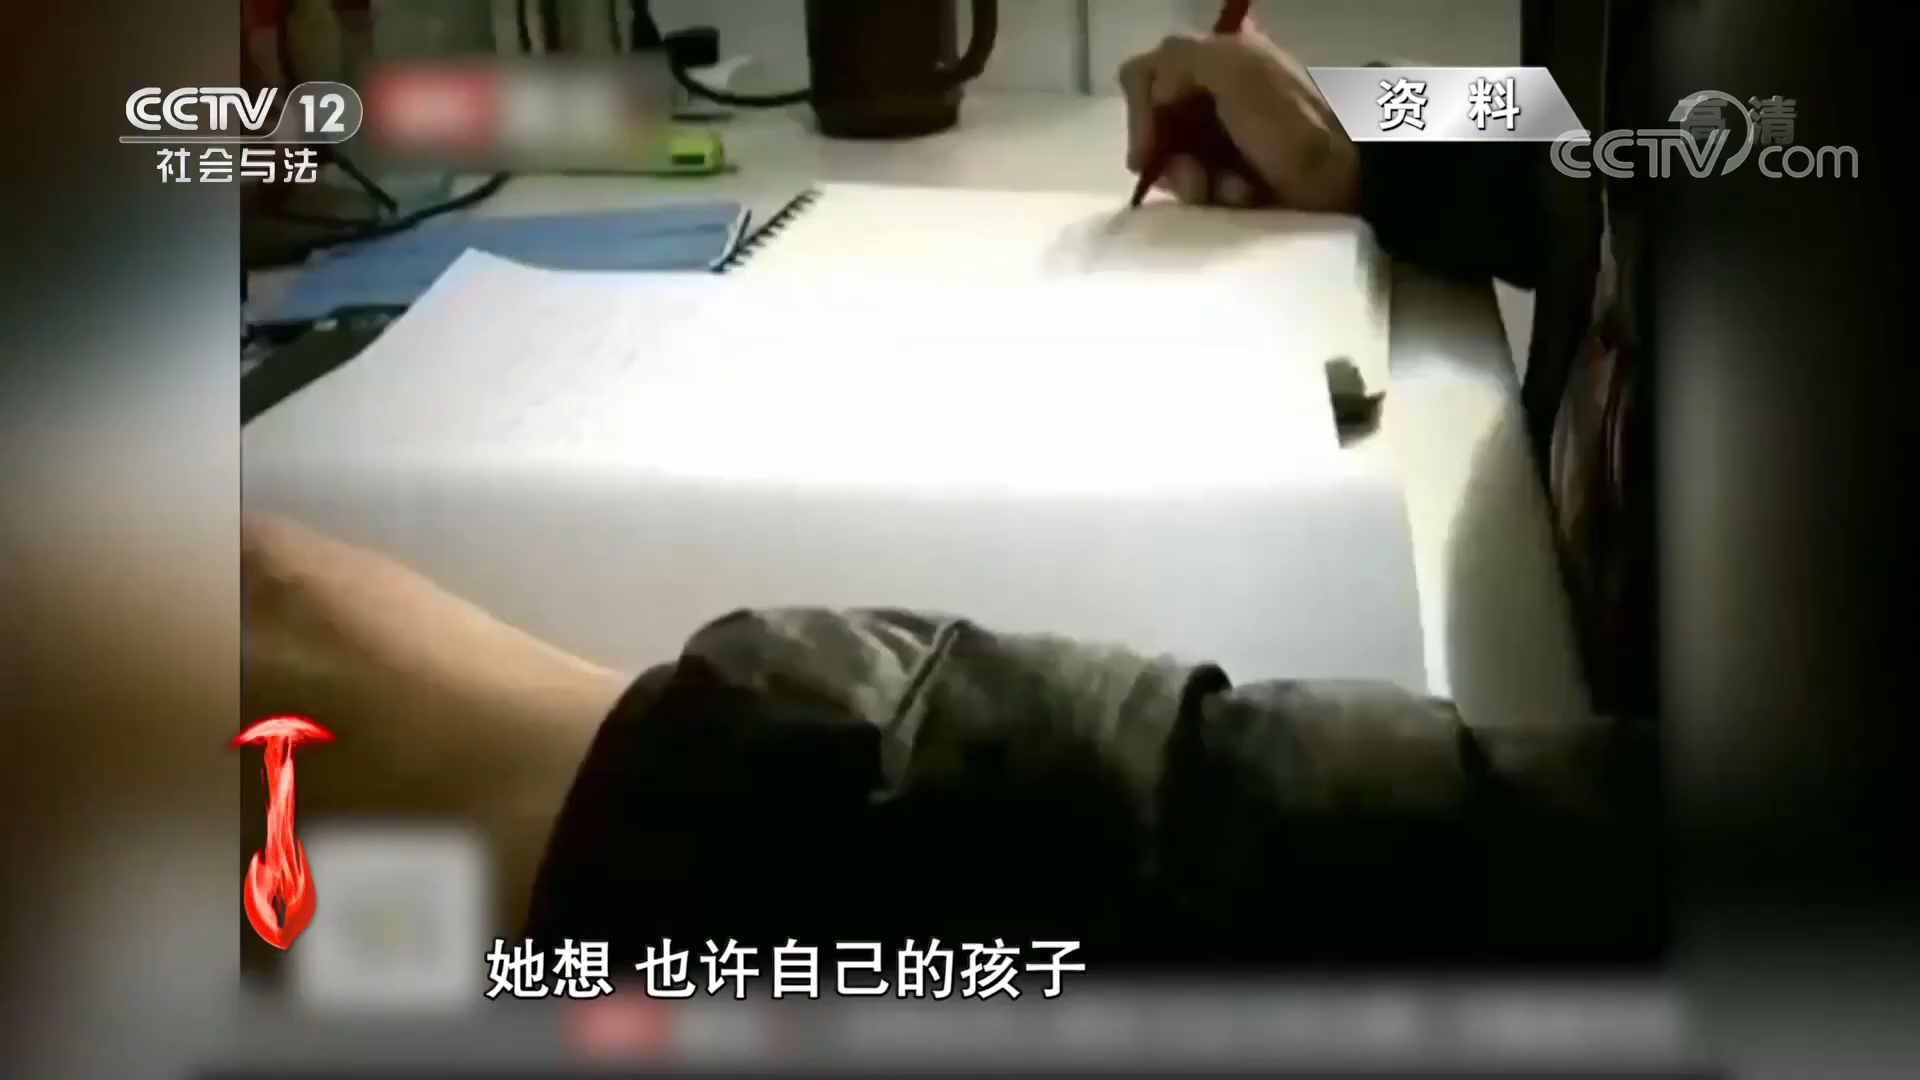 CCTV 12
社会与法
资料
高清
CCTV.com
她想 也许自己的孩子